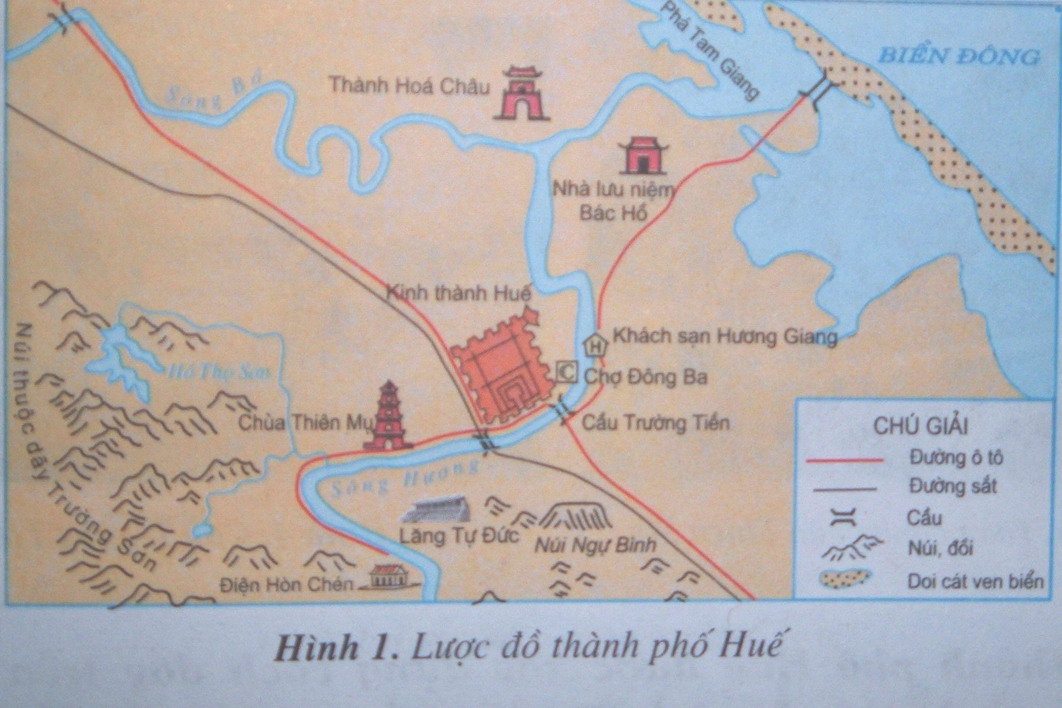 Phá Tam Giang
BIỂN ĐÔNG
Thành Hoá Châu
Sông Bồ
Nhà lưu niệm
Bác Hồ
Kinh thành Huế
Khách sạn Hương Giang
H
C
Chợ Đông Ba
Hồ Thọ Sơn
Núi thuộc dãy Trường Sơn
Chùa Thiên Mụ
Cầu Trường Tiền
Sông Hương
Lăng Tự Đức
Núi Ngự Bình
Điện Hòn Chén
CHÚ GIẢI
Đường ô tô
Đường sắt
Cầu
Núi, đồi
Doi cát ven biển
Hình 1. Lược đồ thành phố Huế